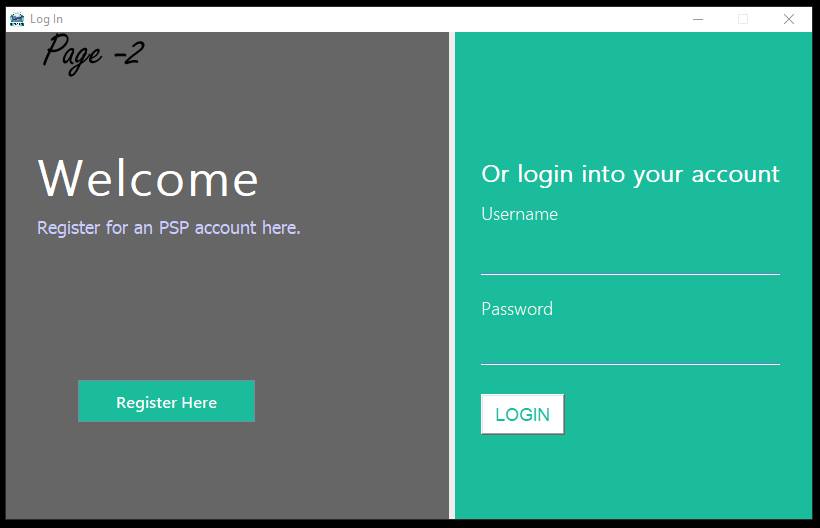 Log In
Page -2
Welcome
Register for an PSP account here.
Register Here
Or login into your account
Username
Password
LOGIN